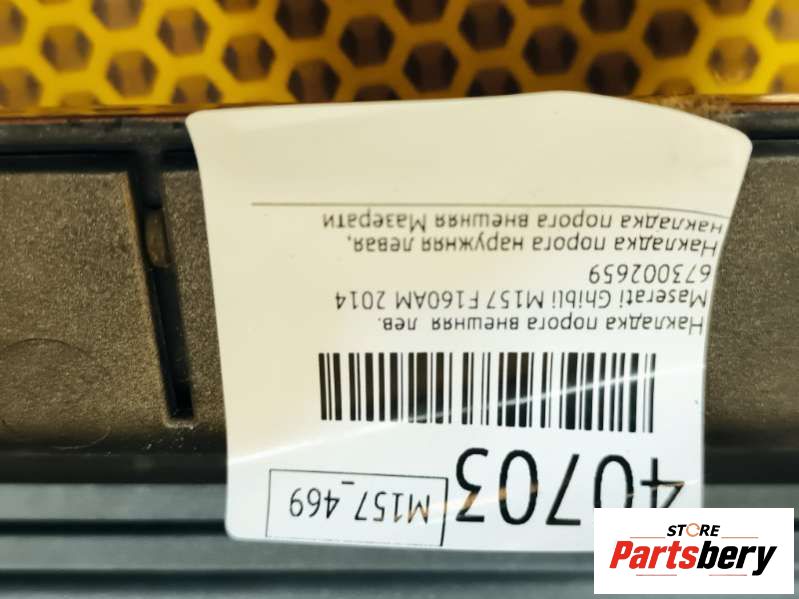 40703
M157_469
Накладка порога внешняя лев.
Maserati Ghibli M157 F160AM 2014
673002659
Накладка порога наружняя левая,
накладка порога внешняя Мазерати
STORE
Partsbery